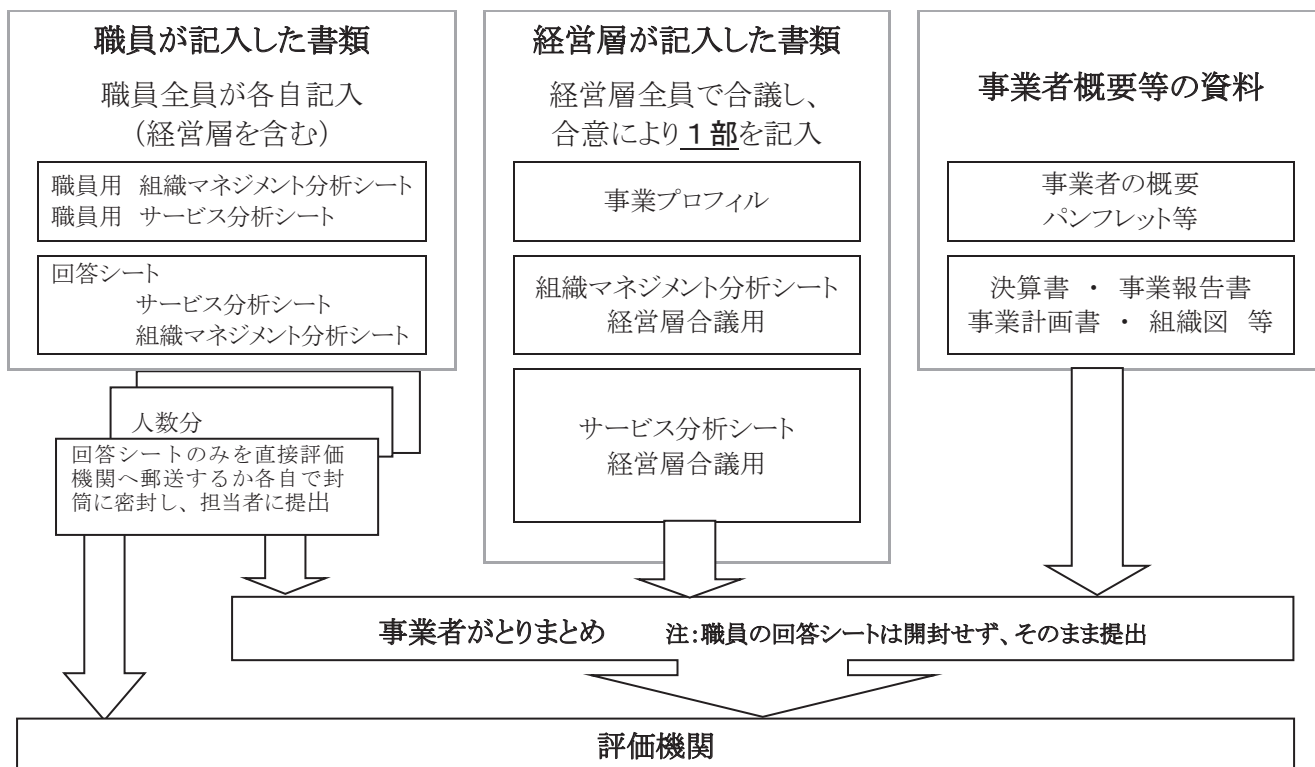 職員が記入した書類
職員全員が各自記入
(経営層を含む)
職員用 組織マネジメント分析シート
職員用 サービス分析シート
回答シート
サービス分析シート
組織マネジメント分析シート
人数分
回答シートのみを直接評価
機関へ郵送するか各自で封
筒に密封し、担当者に提出
経営層が記入した書類
経営層全員で合議し、
合意により1部を記入
事業プロフィル
組織マネジメント分析シート
経営層合議用
サービス分析シート
経営層合議用
事業者概要等の資料
事業者の概要
パンフレット等
決算書 ・ 事業報告書
事業計画書 ・ 組織図 等
事業者がとりまとめ 注:職員の回答シートは開封せず、そのまま提出
評価機関